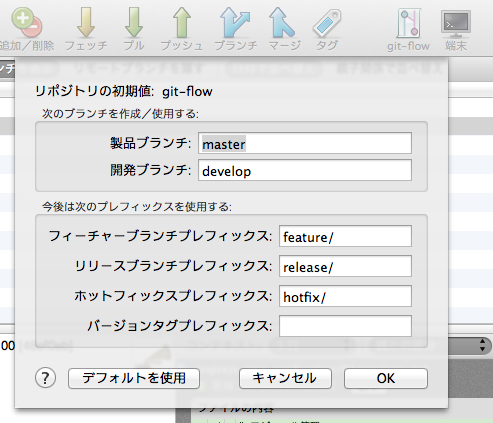 追加/削除 フェッチ プル プッシュ ブランチ マージ タグ git-flow 端末
リポジトリの初期値: git-flow
次のブランチを作成／使用する:
製品ブランチ: master
開発ブランチ: develop
今後は次のプレフィックスを使用する:
フィーチャーブランチプレフィックス: feature/
リリースブランチプレフィックス: release/
ホットフィックスプレフィックス: hotfix/
バージョンタグプレフィックス:
? デフォルトを使用 キャンセル OK